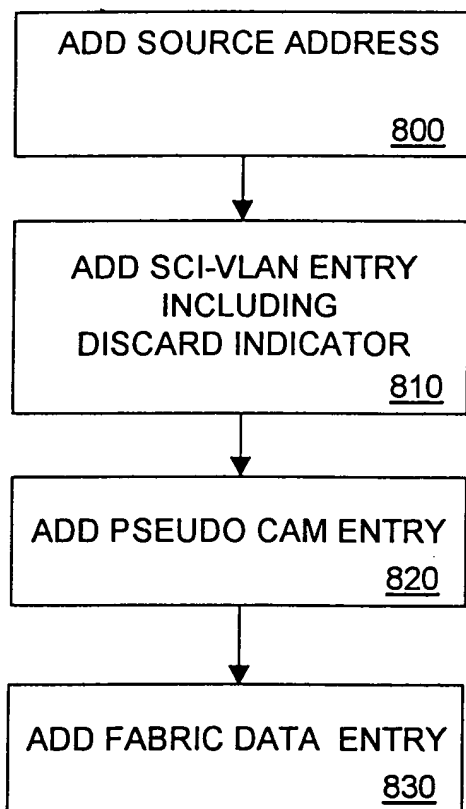 ADD SOURCE ADDRESS
800
ADD SCI-VLAN ENTRY
INCLUDING
DISCARD INDICATOR
810
ADD PSEUDO CAM ENTRY
820
ADD FABRIC DATA ENTRY
830